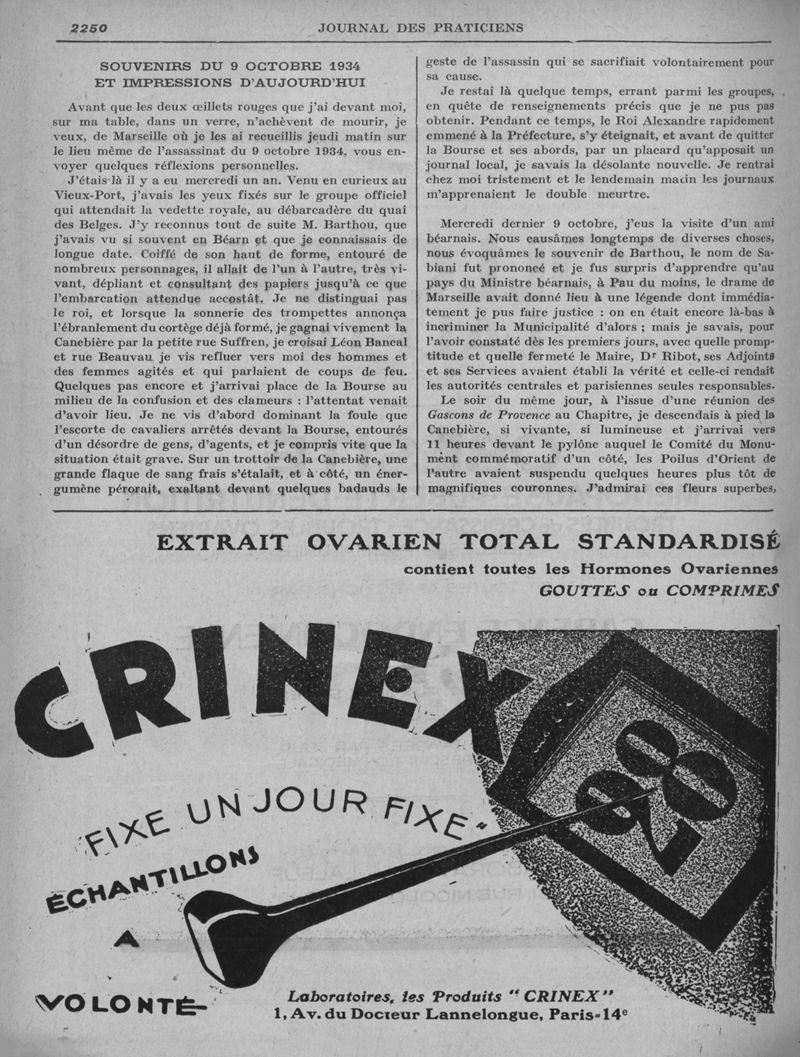 2250
JOURNAL DES PRATICIENS
SOUVENIRS DU 9 OCTOBRE 1934
ET IMPRESSIONS D'AUJOURD'HUI
Avant que les deux œillets rouges que j'ai devant moi,
sur ma table, dans un verre, n'achèvent de mourir, je
veux, de Marseille où je les ai recueillis jeudi matin sur
le lieu même de l'assassinat du 9 octobre 1934, vous en-
voyer quelques réflexions personnelles.
J'étais là il y a eu mercredi un an. Venu en curieux au
Vieux-Port, j'avais les yeux fixés sur le groupe officiel
qui attendait la vedette royale, au débarcadère du quai
des Belges. J'y reconnus tout de suite M. Barthou, que
j'avais vu si souvent en Béarn et que je connaissais de
longue date. Coiffé de son haut de forme, entouré de
nombreux personnages, il allait de l'un à l'autre, très vi-
vant, dépliant et consultant des papiers jusqu'à ce que
l'embarcation attendue accostât. Je ne distinguai pas
le roi, et lorsque la sonnerie des trompettes annonça
l'ébranlement du cortège déjà formé, je gagnai vivement la
Canebière par la petite rue Suffren, je croisai Léon Bancal
et rue Beauvau je vis refluer vers moi des hommes et
des femmes agités et qui parlaient de coups de feu.
Quelques pas encore et j'arrivai place de la Bourse au
milieu de la confusion et des clameurs : l'attentat venait
d'avoir lieu. Je ne vis d'abord dominant la foule que
l'escorte de cavaliers arrêtés devant la Bourse, entourés
d'un désordre de gens, d'agents, et je compris vite que la
situation était grave. Sur un trottoir de la Canebière, une
grande flaque de sang frais s'étalait, et à côté, un éner-
gumène pérorait, exaltant devant quelques badauds le
geste de l'assassin qui se sacrifiait volontairement pour
sa cause.
Je restai là quelque temps, errant parmi les groupes,
en quête de renseignements précis que je ne pus pas
obtenir. Pendant ce temps, le Roi Alexandre rapidement
emmené à la Préfecture, s'y éteignait, et avant de quitter
la Bourse et ses abords, par un placard qu'apposait un
journal local, je savais la désolante nouvelle. Je rentrai
chez moi tristement et le lendemain matin les journaux
m'apprenaient le double meurtre.
Mercredi dernier 9 octobre, j'eus la visite d'un ami
béarnais. Nous causâmes longtemps de diverses choses,
nous évoquâmes le souvenir de Barthou, le nom de Sa-
biani fut prononcé et je fus surpris d'apprendre qu'au
pays du Ministre béarnais, à Pau du moins, le drame de
Marseille avait donné lieu à une légende dont immédia-
tement je pus faire justice : on en était encore là-bas à
incriminer la Municipalité d'alors ; mais je savais, pour
l'avoir constaté dès les premiers jours, avec quelle promp-
titude et quelle fermeté le Maire, Dr Ribot, ses Adjoints
et ses Services avaient établi la vérité et celle-ci rendait
les autorités centrales et parisiennes seules responsables.
Le soir du même jour, à l'issue d'une réunion des
Gascons de Provence au Chapitre, je descendais à pied la
Canebière, si vivante, si lumineuse et j'arrivai vers
11 heures devant le pylône auquel le Comité du Monu-
ment commémoratif d'un côté, les Poilus d'Orient de
l'autre avaient suspendu quelques heures plus tôt de
magnifiques couronnes. J'admirai ces fleurs superbes,
EXTRAIT OVARIEN TOTAL STANDARDISÉ
contient toutes les Hormones Ovariennes
GOUTTES ou COMPRIMES
CRINEX
"FIXE UN JOUR FIXE"
28
ÉCHANTILLONS
A
VOLONTÉ
Laboratoires, les Produits "CRINEX"
1, Av. du Docteur Lannelongue, Paris-14e